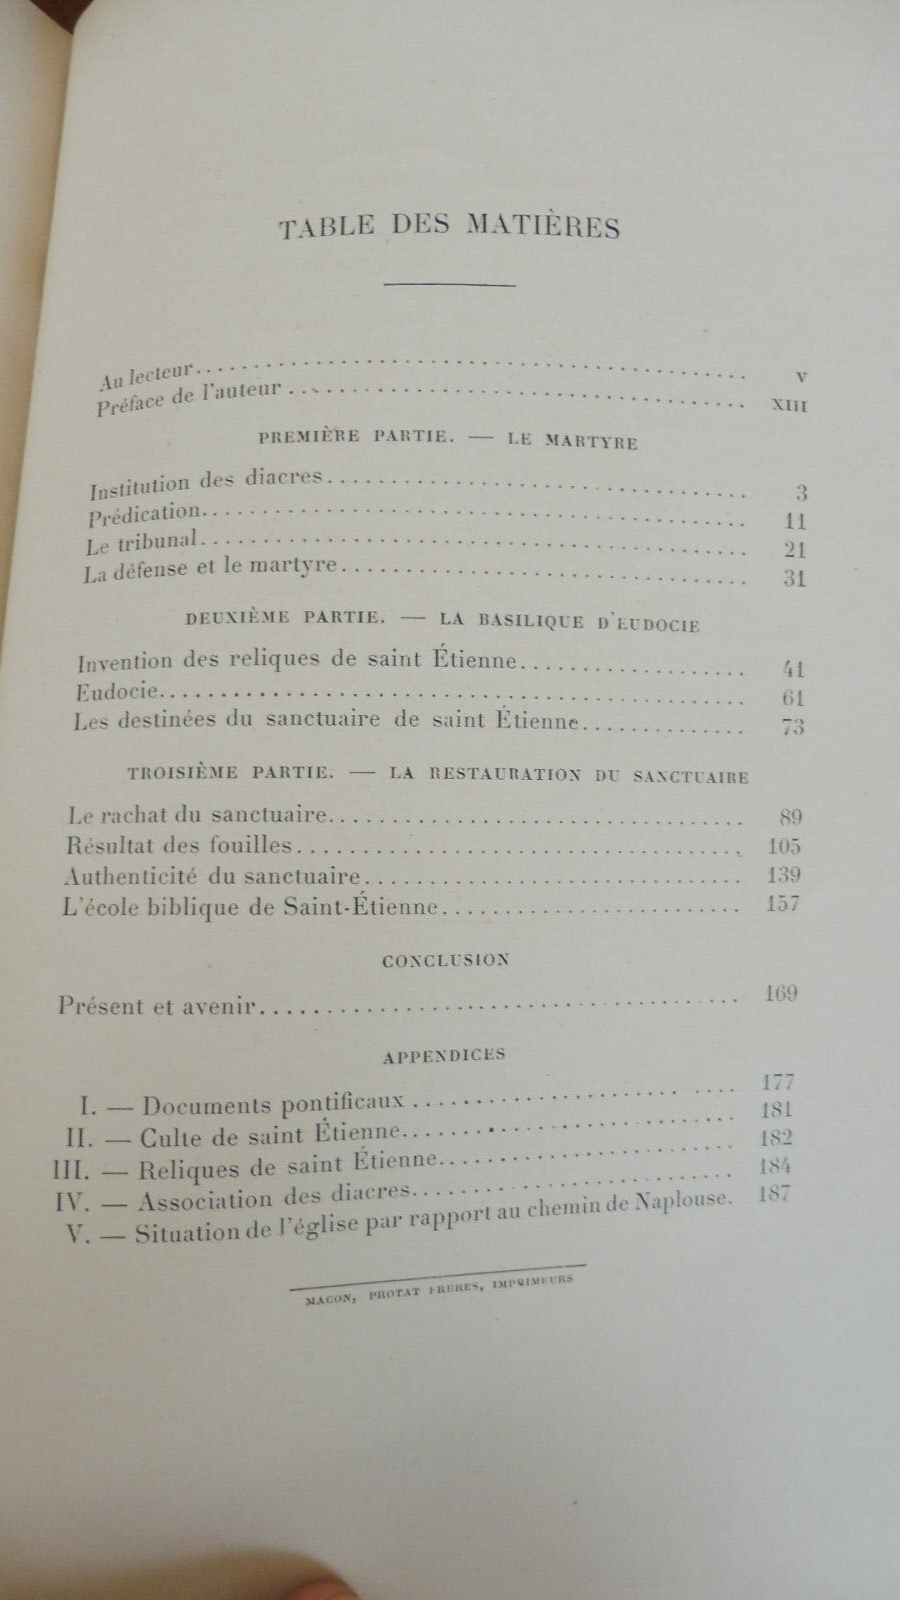 TABLE DES MATIÈRES
Au lecteur.................................... V
Préface de l'auteur.................................... XIII
PREMIÈRE PARTIE. — LE MARTYRE
Institution des diacres.................................... 3
Prédication.................................... 11
Le tribunal.................................... 21
La défense et le martyre.................................... 31
DEUXIÈME PARTIE. — LA BASILIQUE D'EUDOCIE
Invention des reliques de saint Étienne............... 41
Eudocie.................................... 61
Les destinées du sanctuaire de saint Étienne........... 73
TROISIÈME PARTIE. — LA RESTAURATION DU SANCTUAIRE
Le rachat du sanctuaire............................ 89
Résultat des fouilles.............................. 105
Authenticité du sanctuaire......................... 139
L'école biblique de Saint-Étienne.................... 157
CONCLUSION
Présent et avenir................................. 169
APPENDICES
I. — Documents pontificaux...................... 177
II. — Culte de saint Étienne...................... 181
III. — Reliques de saint Étienne.................... 182
IV. — Association des diacres..................... 184
V. — Situation de l'église par rapport au chemin de Naplouse. 187
MACON, PROTAT FRÈRES, IMPRIMEURS